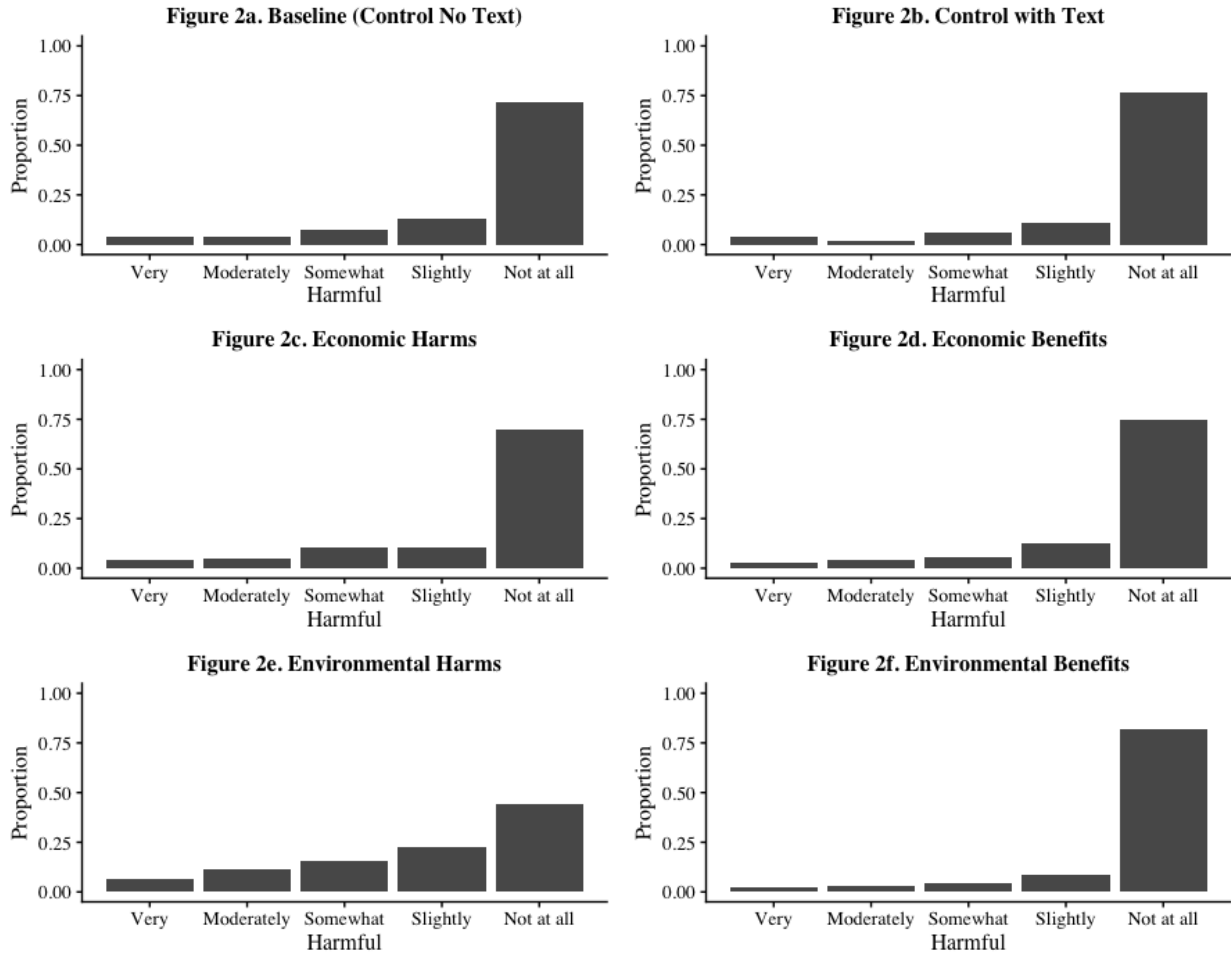 Figure 2a. Baseline (Control No Text)
1.00
0.75
0.50
0.25
0.00
Proportion
Very Moderately Somewhat Slightly Not at all
Harmful
Figure 2b. Control with Text
1.00
0.75
0.50
0.25
0.00
Proportion
Very Moderately Somewhat Slightly Not at all
Harmful
Figure 2c. Economic Harms
1.00
0.75
0.50
0.25
0.00
Proportion
Very Moderately Somewhat Slightly Not at all
Harmful
Figure 2d. Economic Benefits
1.00
0.75
0.50
0.25
0.00
Proportion
Very Moderately Somewhat Slightly Not at all
Harmful
Figure 2e. Environmental Harms
1.00
0.75
0.50
0.25
0.00
Proportion
Very Moderately Somewhat Slightly Not at all
Harmful
Figure 2f. Environmental Benefits
1.00
0.75
0.50
0.25
0.00
Proportion
Very Moderately Somewhat Slightly Not at all
Harmful